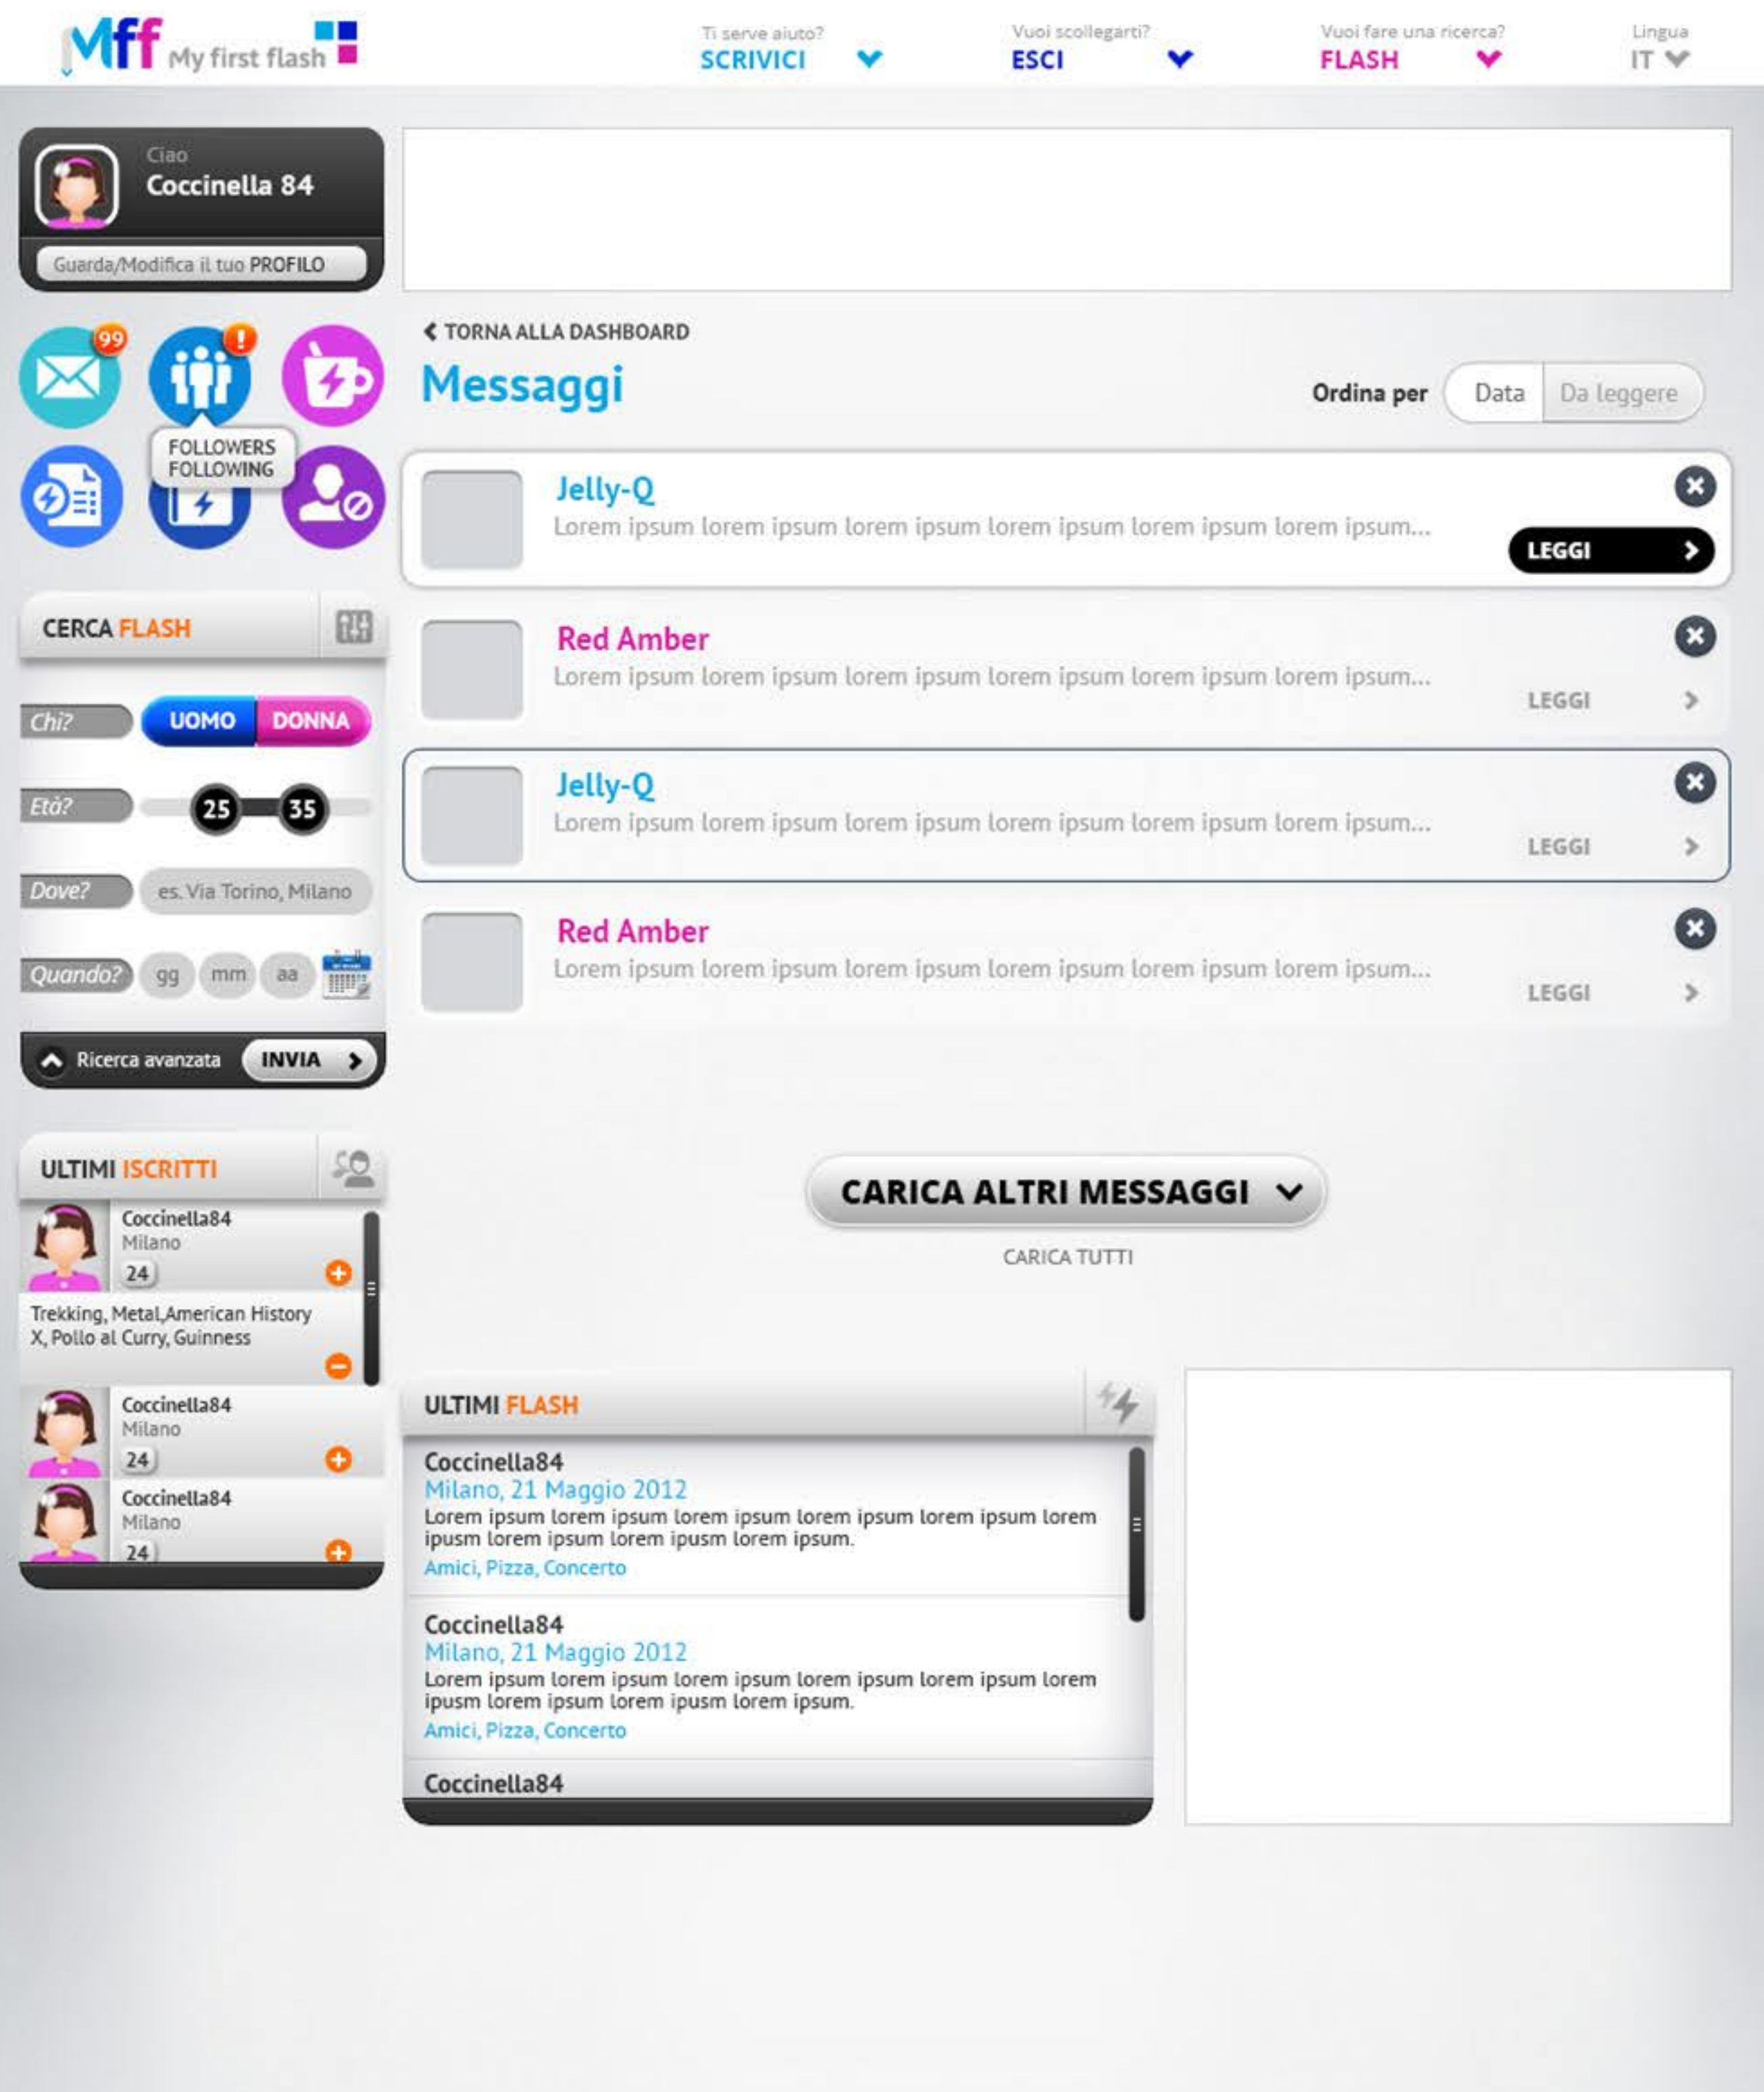 Mff My first flash
Ti serve aiuto?
SCRIVICI
Vuoi scollegarti?
ESCI
Vuoi fare una ricerca?
FLASH
Lingua
IT
Ciao
Coccinella 84
Guarda/Modifica il tuo PROFILO
99
!
FOLLOWERS
FOLLOWING
CERCA FLASH
Chi?
UOMO DONNA
Età?
25 35
Dove?
es. Via Torino, Milano
Quando?
gg mm aa
Ricerca avanzata
INVIA
ULTIMI ISCRITTI
Coccinella84
Milano
24
Trekking, Metal,American History
X, Pollo al Curry, Guinness
Coccinella84
Milano
24
Coccinella84
Milano
24
TORNA ALLA DASHBOARD
Messaggi
Ordina per
Data
Da leggere
Jelly-Q
Lorem ipsum lorem ipsum lorem ipsum lorem ipsum lorem ipsum lorem ipsum...
LEGGI
Red Amber
Lorem ipsum lorem ipsum lorem ipsum lorem ipsum lorem ipsum lorem ipsum...
LEGGI
Jelly-Q
Lorem ipsum lorem ipsum lorem ipsum lorem ipsum lorem ipsum lorem ipsum...
LEGGI
Red Amber
Lorem ipsum lorem ipsum lorem ipsum lorem ipsum lorem ipsum lorem ipsum...
LEGGI
CARICA ALTRI MESSAGGI
CARICA TUTTI
ULTIMI FLASH
Coccinella84
Milano, 21 Maggio 2012
Lorem ipsum lorem ipsum lorem ipsum lorem ipsum lorem ipsum lorem
ipusm lorem ipsum lorem ipusm lorem ipsum.
Amici, Pizza, Concerto
Coccinella84
Milano, 21 Maggio 2012
Lorem ipsum lorem ipsum lorem ipsum lorem ipsum lorem ipsum lorem
ipusm lorem ipsum lorem ipusm lorem ipsum.
Amici, Pizza, Concerto
Coccinella84